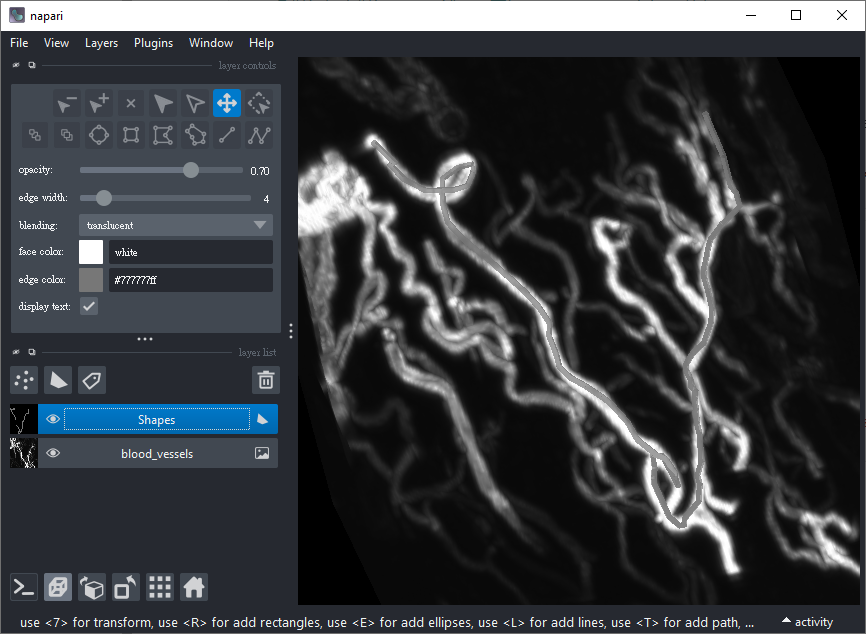 napari
File View Layers Plugins Window Help
layer controls
opacity: 0.70
edge width: 4
blending: translucent
face color: white
edge color: #777777ff
display text:
layer list
Shapes
blood_vessels
use <7> for transform, use <R> for add rectangles, use <E> for add ellipses, use <L> for add lines, use <T> for add path, ... activity